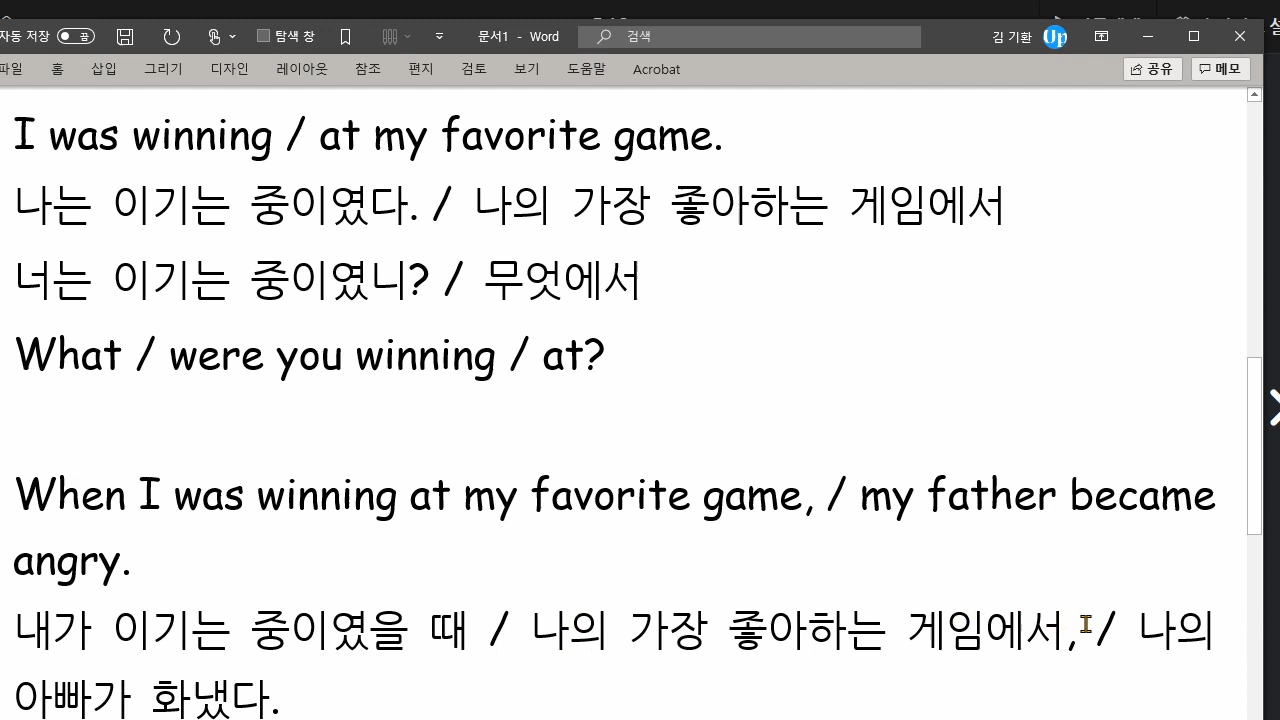 자동 저장 끔 탐색 창 문서1 - Word 검색 김 기환 Up
파일 홈 삽입 그리기 디자인 레이아웃 참조 편지 검토 보기 도움말 Acrobat 공유 메모
I was winning / at my favorite game.
나는 이기는 중이였다. / 나의 가장 좋아하는 게임에서
너는 이기는 중이였니? / 무엇에서
What / were you winning / at?
When I was winning at my favorite game, / my father became
angry.
내가 이기는 중이였을 때 / 나의 가장 좋아하는 게임에서, / 나의
아빠가 화냈다.